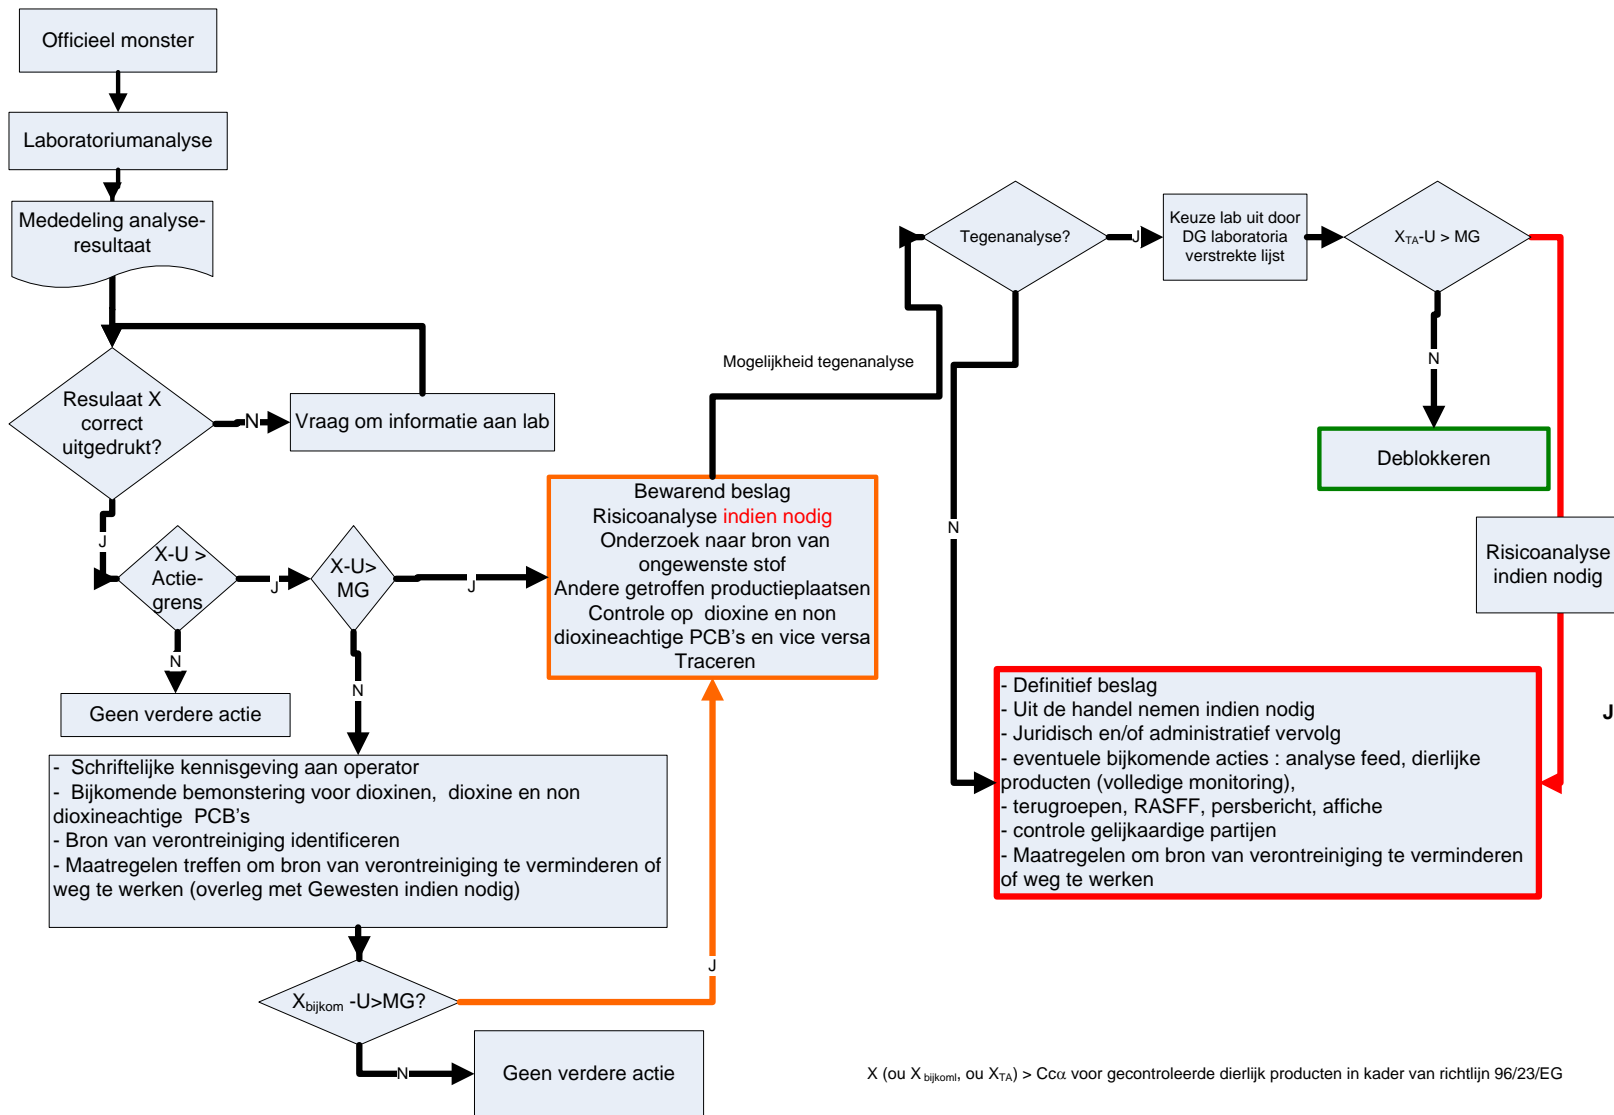 Officieel monster
Laboratoriumanalyse
Mededeling analyse-
resultaat
Resulaat X
correct
uitgedrukt?
N
Vraag om informatie aan lab
J
X-U >
Actie-
grens
J
X-U>
MG
J
N
Geen verdere actie
N
- Schriftelijke kennisgeving aan operator
- Bijkomende bemonstering voor dioxinen, dioxine en non
dioxineachtige PCB's
- Bron van verontreiniging identificeren
- Maatregelen treffen om bron van verontreiniging te verminderen of
weg te werken (overleg met Gewesten indien nodig)
Xbijkom -U>MG?
J
N
Geen verdere actie
Bewarend beslag
Risicoanalyse indien nodig
Onderzoek naar bron van
ongewenste stof
Andere getroffen productieplaatsen
Controle op dioxine en non
dioxineachtige PCB's en vice versa
Traceren
Mogelijkheid tegenanalyse
Tegenanalyse?
J
Keuze lab uit door
DG laboratoria
verstrekte lijst
XTA-U > MG
N
Deblokkeren
N
Risicoanalyse
indien nodig
J
- Definitief beslag
- Uit de handel nemen indien nodig
- Juridisch en/of administratief vervolg
- eventuele bijkomende acties : analyse feed, dierlijke
producten (volledige monitoring),
- terugroepen, RASFF, persbericht, affiche
- controle gelijkaardige partijen
- Maatregelen om bron van verontreiniging te verminderen
of weg te werken
X (ou X bijkoml, ou XTA) > Ccα voor gecontroleerde dierlijk producten in kader van richtlijn 96/23/EG